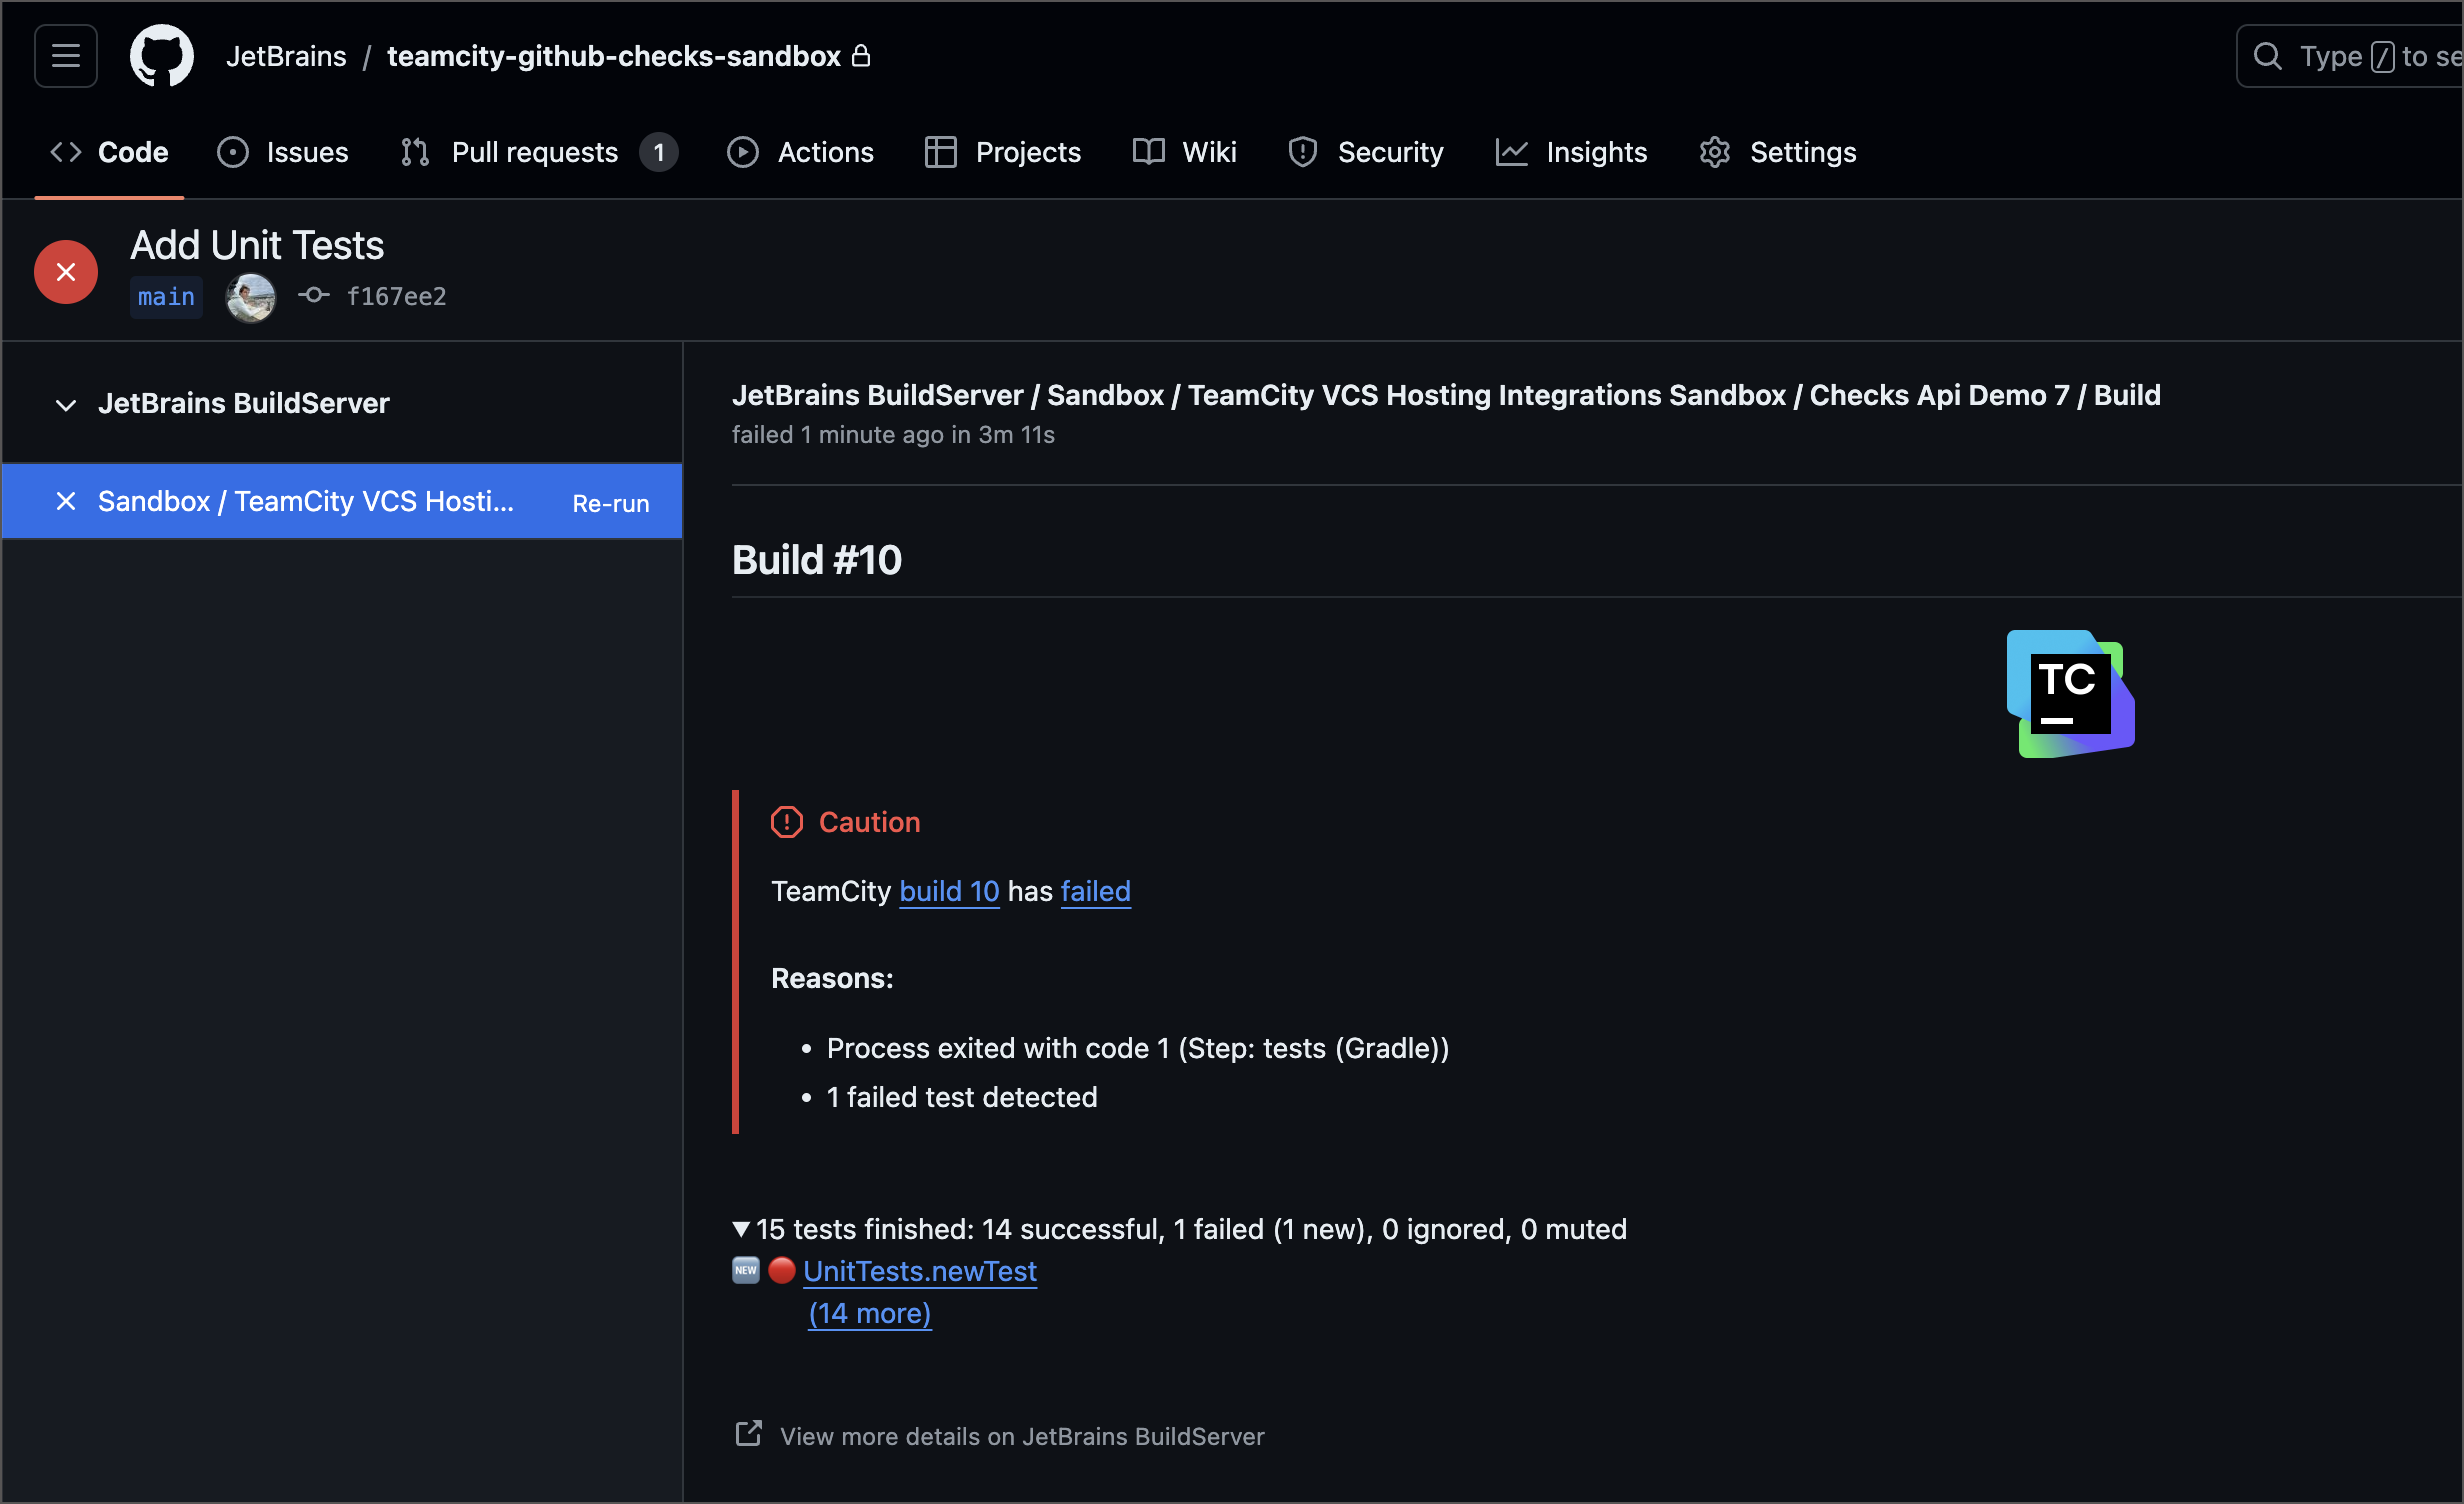 JetBrains / teamcity-github-checks-sandbox
Type / to se
Code Issues Pull requests 1 Actions Projects Wiki Security Insights Settings
Add Unit Tests
main f167ee2
JetBrains BuildServer
Sandbox / TeamCity VCS Hosti... Re-run
JetBrains BuildServer / Sandbox / TeamCity VCS Hosting Integrations Sandbox / Checks Api Demo 7 / Build
failed 1 minute ago in 3m 11s
Build #10
TC
Caution
TeamCity build 10 has failed
Reasons:
• Process exited with code 1 (Step: tests (Gradle))
• 1 failed test detected
▼ 15 tests finished: 14 successful, 1 failed (1 new), 0 ignored, 0 muted
NEW UnitTests.newTest
(14 more)
View more details on JetBrains BuildServer